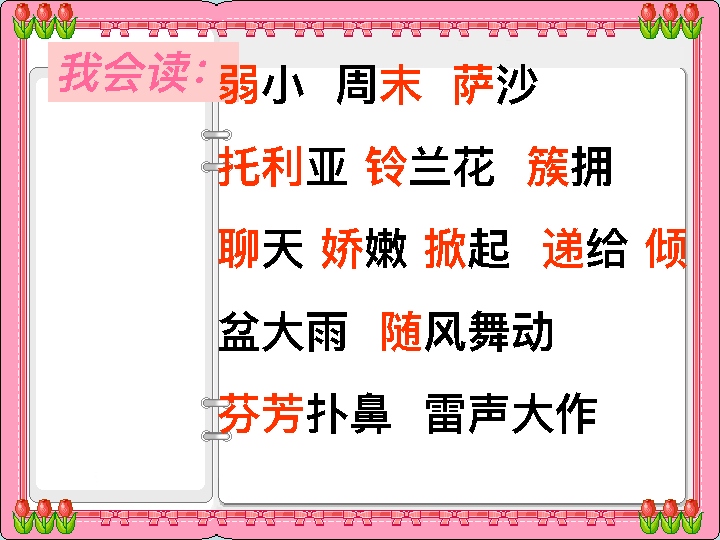 我会读：
弱小 周末 萨沙
托利亚 铃兰花 簇拥
聊天 娇嫩 掀起 递给 倾
盆大雨 随风舞动
芬芳扑鼻 雷声大作